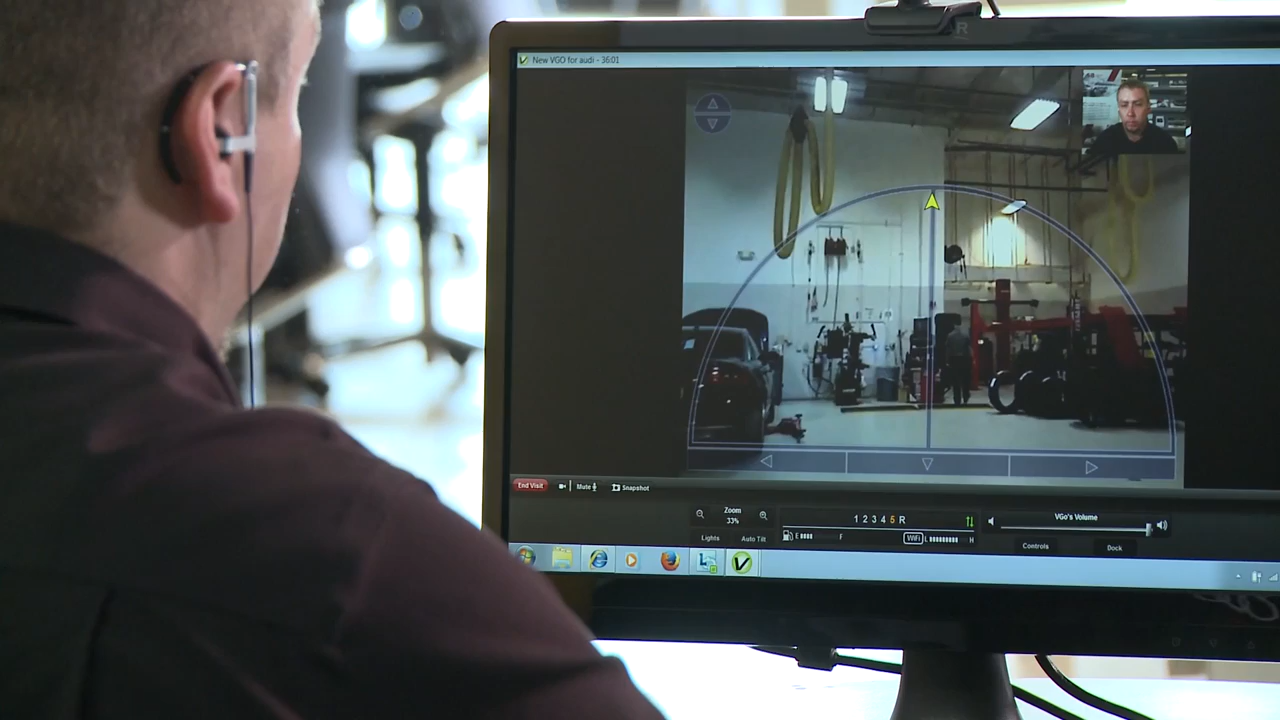 New VGO for audi - 36:01
End Visit
Mute
Snapshot
Zoom
33%
Lights
Auto Tilt
1 2 3 4 5 R
E
F
WiFi
L
H
VGo's Volume
Controls
Dock